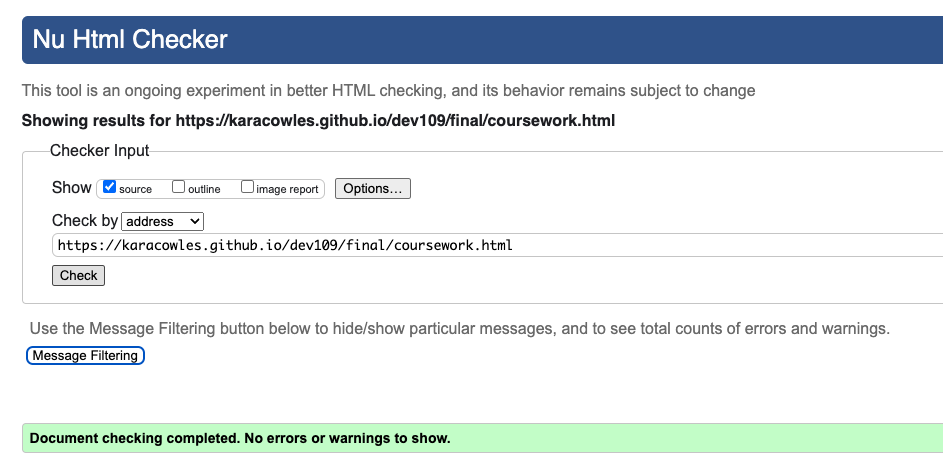 Nu Html Checker
This tool is an ongoing experiment in better HTML checking, and its behavior remains subject to change
Showing results for https://karacowles.github.io/dev109/final/coursework.html
Checker Input
Show source outline image report Options...
Check by address
https://karacowles.github.io/dev109/final/coursework.html
Check
Use the Message Filtering button below to hide/show particular messages, and to see total counts of errors and warnings.
Message Filtering
Document checking completed. No errors or warnings to show.